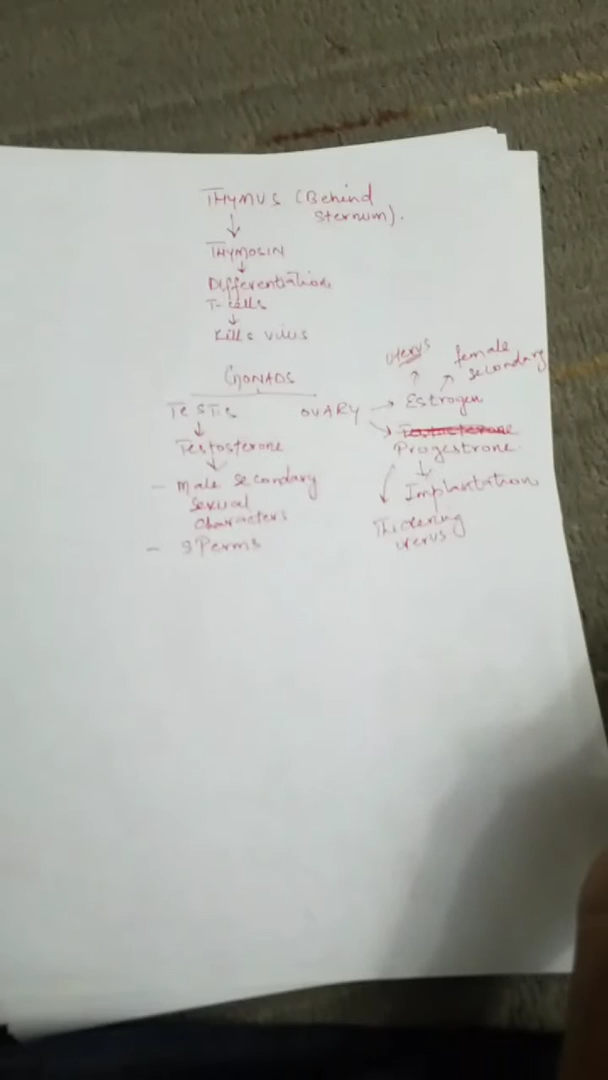 THYMUS (Behind
Sternum).
THYMOSIN
Differentiation
T-cells
Kills virus
GONADS
TESTIS
Testosterone
- Male secondary
sexual
characters
- sperms
OVARY
Estrogen
uterus
female
secondary
Testosterone
Progestrone
Implantation
Thickening
uterus